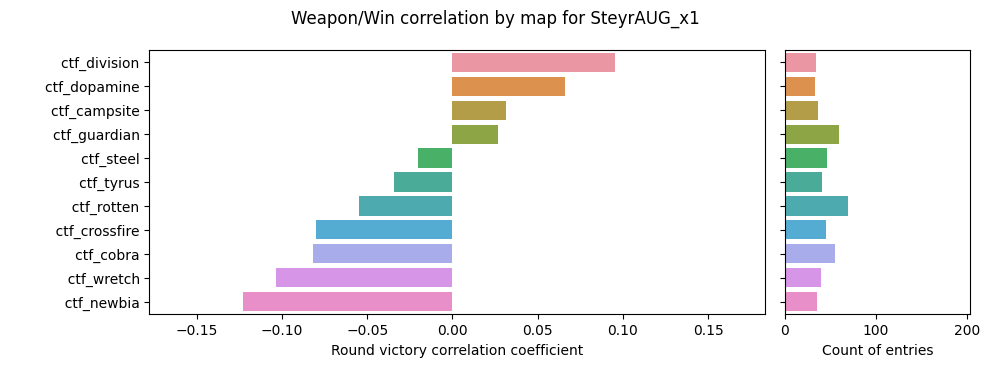 Weapon/Win correlation by map for SteyrAUG_x1
ctf_division
ctf_dopamine
ctf_campsite
ctf_guardian
ctf_steel
ctf_tyrus
ctf_rotten
ctf_crossfire
ctf_cobra
ctf_wretch
ctf_newbia
−0.15 −0.10 −0.05 0.00 0.05 0.10 0.15
Round victory correlation coefficient
0 100 200
Count of entries